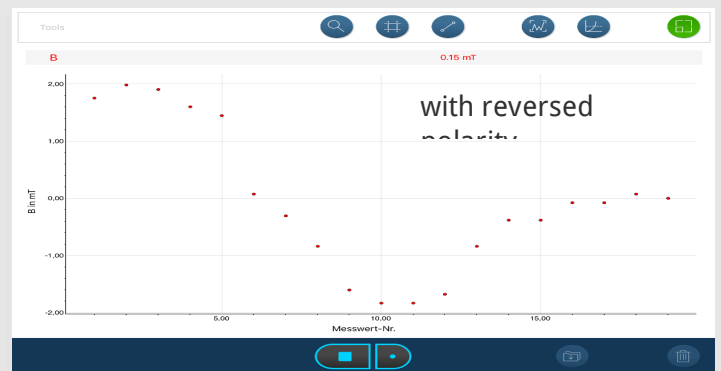 Tools
B 0.15 mT
with reversed
polarity
2,00
1,00
0,00
-1,00
-2,00
B in mT
5,00 10,00 15,00
Messwert-Nr.